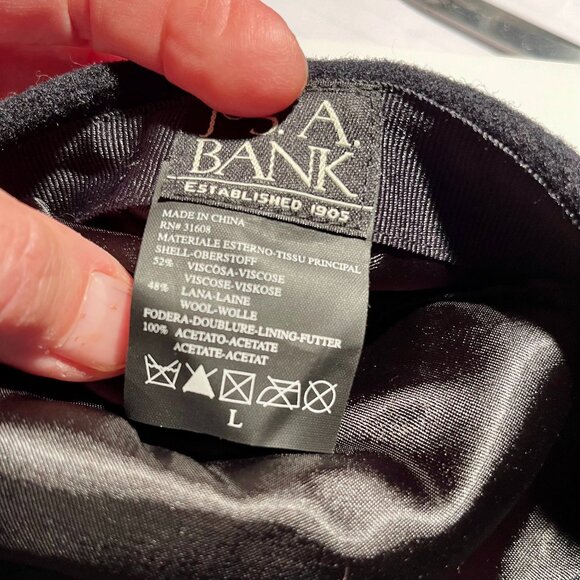 J S. A.
BANK
ESTABLISHED 1905
MADE IN CHINA
RN# 31608
MATERIALE ESTERNO-TISSU PRINCIPAL
SHELL-OBERSTOFF
52% VISCOSA-VISCOSE
VISCOSE-VISKOSE
48% LANA-LAINE
WOOL-WOLLE
FODERA-DOUBLURE-LINING-FUTTER
100% ACETATO-ACETATE
ACETATE-ACETAT
L